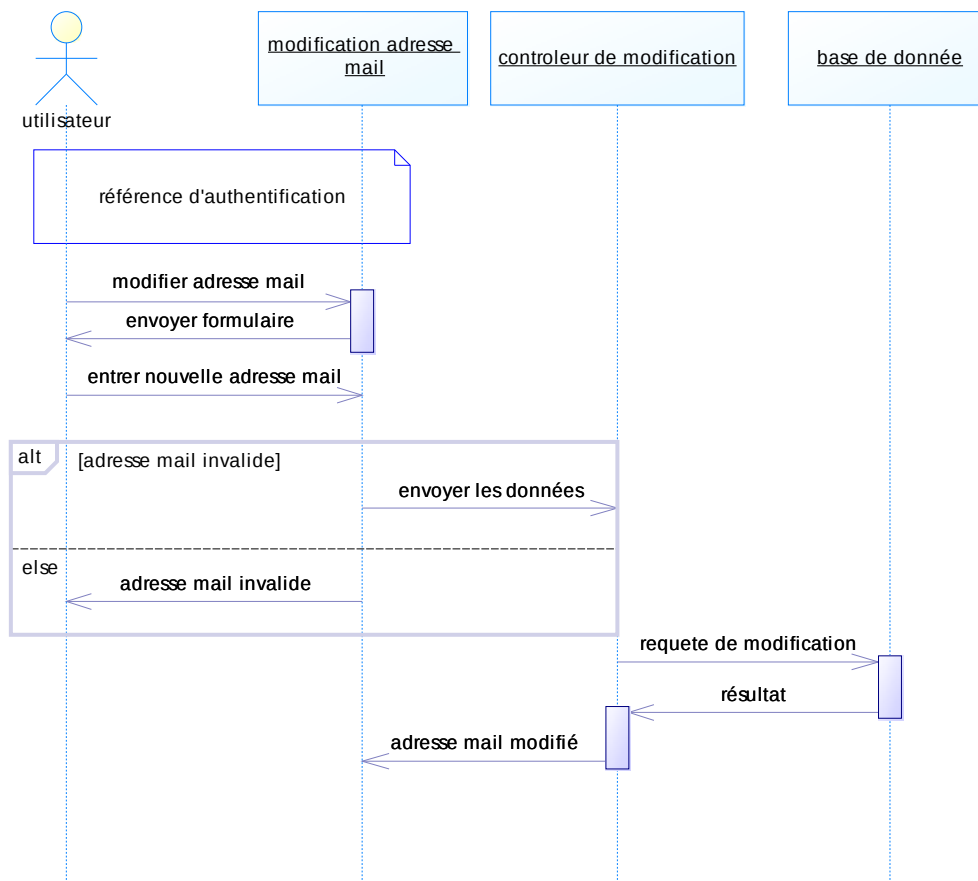 modification adresse
mail
controleur de modification
base de donnée
utilisateur
référence d'authentification
modifier adresse mail
envoyer formulaire
entrer nouvelle adresse mail
alt
[adresse mail invalide]
envoyer les données
else
adresse mail invalide
requete de modification
résultat
adresse mail modifié